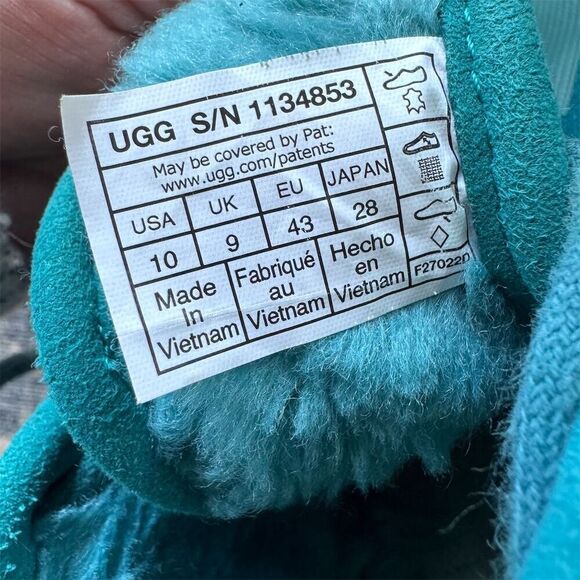 UGG S/N 1134853
May be covered by Pat:
www.ugg.com/patents
USA UK EU JAPAN
10 9 43 28
Made In Vietnam
Fabriqué au Vietnam
Hecho en Vietnam
F27022D